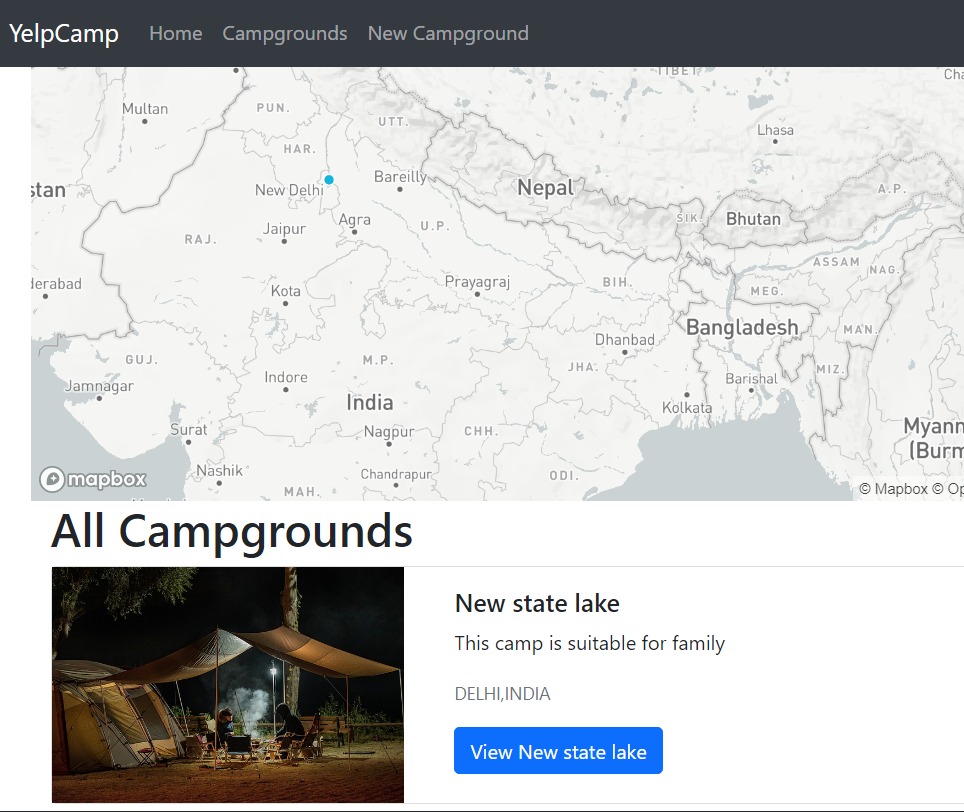 YelpCamp Home Campgrounds New Campground
TIBET
Cha
Multan
PUN.
UTT.
Lhasa
HAR.
stan
New Delhi
Bareilly
Nepal
A.P.
SIK.
Bhutan
Jaipur
Agra
U.P.
RAJ.
ASSAM
NAG.
derabad
Kota
Prayagraj
BIH.
MEG.
Bangladesh
MAN.
Dhanbad
GUJ.
M.P.
JHA.
MIZ.
Jamnagar
Indore
Barishal
India
Kolkata
Surat
Nagpur
CHH.
Myanm
(Burm
Nashik
Chandrapur
ODI.
mapbox
MAH.
© Mapbox © Op
All Campgrounds
New state lake
This camp is suitable for family
DELHI,INDIA
View New state lake